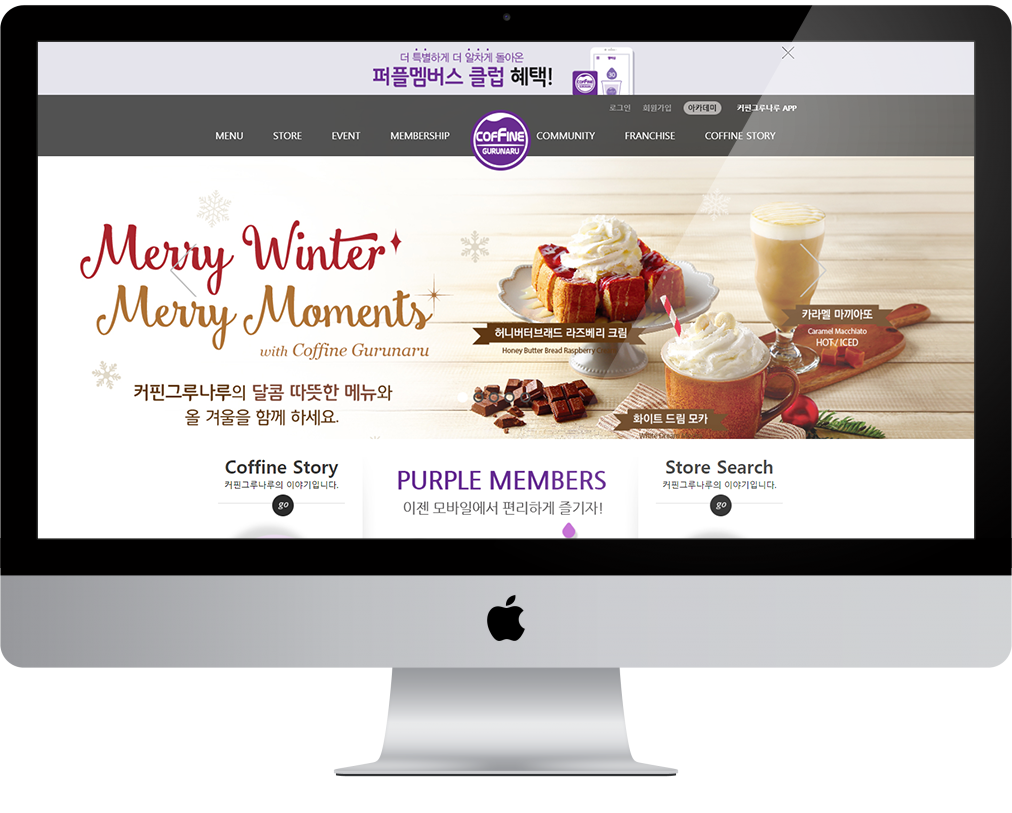 더 특별하게 더 알차게 돌아온
퍼플멤버스 클럽 혜택!
로그인 회원가입 아카데미 커핀그루나루 APP
MENU STORE EVENT MEMBERSHIP COFFINE GURUNARU COMMUNITY FRANCHISE COFFINE STORY
Merry Winter
Merry Moments
with Coffine Gurunaru
커핀그루나루의 달콤 따뜻한 메뉴와
올 겨울을 함께 하세요.
허니버터브래드 라즈베리 크림
Honey Butter Bread Raspberry
카라멜 마끼아또
Caramel Macchiato
HOT / ICED
화이트 드림 모카
Coffine Story
커핀그루나루의 이야기입니다.
go
PURPLE MEMBERS
이젠 모바일에서 편리하게 즐기자!
Store Search
커핀그루나루의 이야기입니다.
go